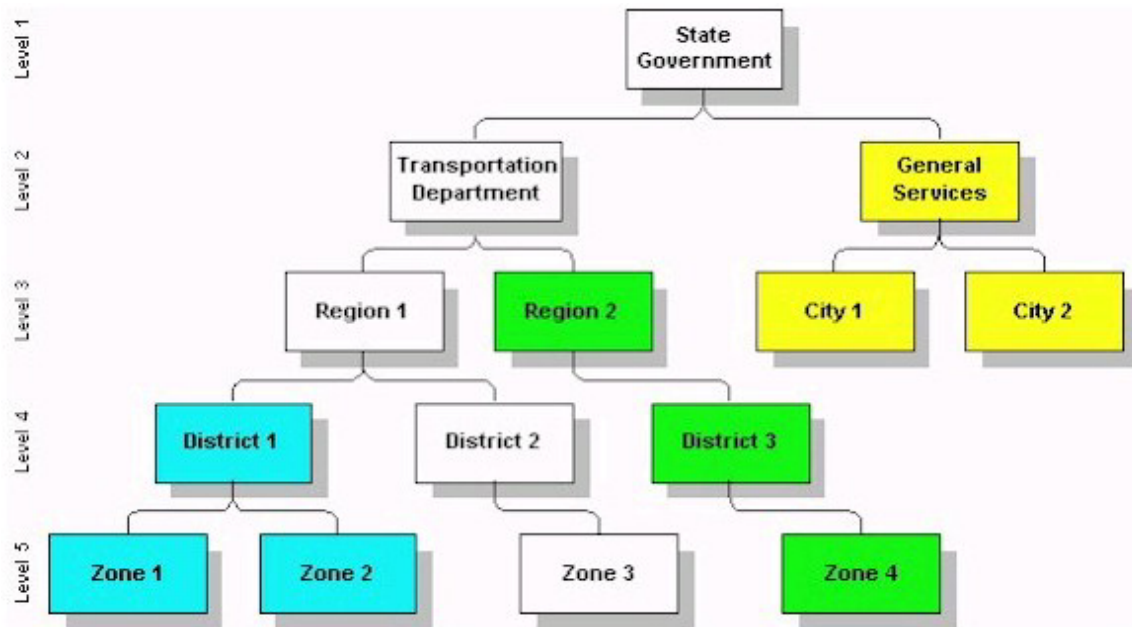 Level 1
State
Government
Level 2
Transportation
Department
General
Services
Level 3
Region 1
Region 2
City 1
City 2
Level 4
District 1
District 2
District 3
Level 5
Zone 1
Zone 2
Zone 3
Zone 4